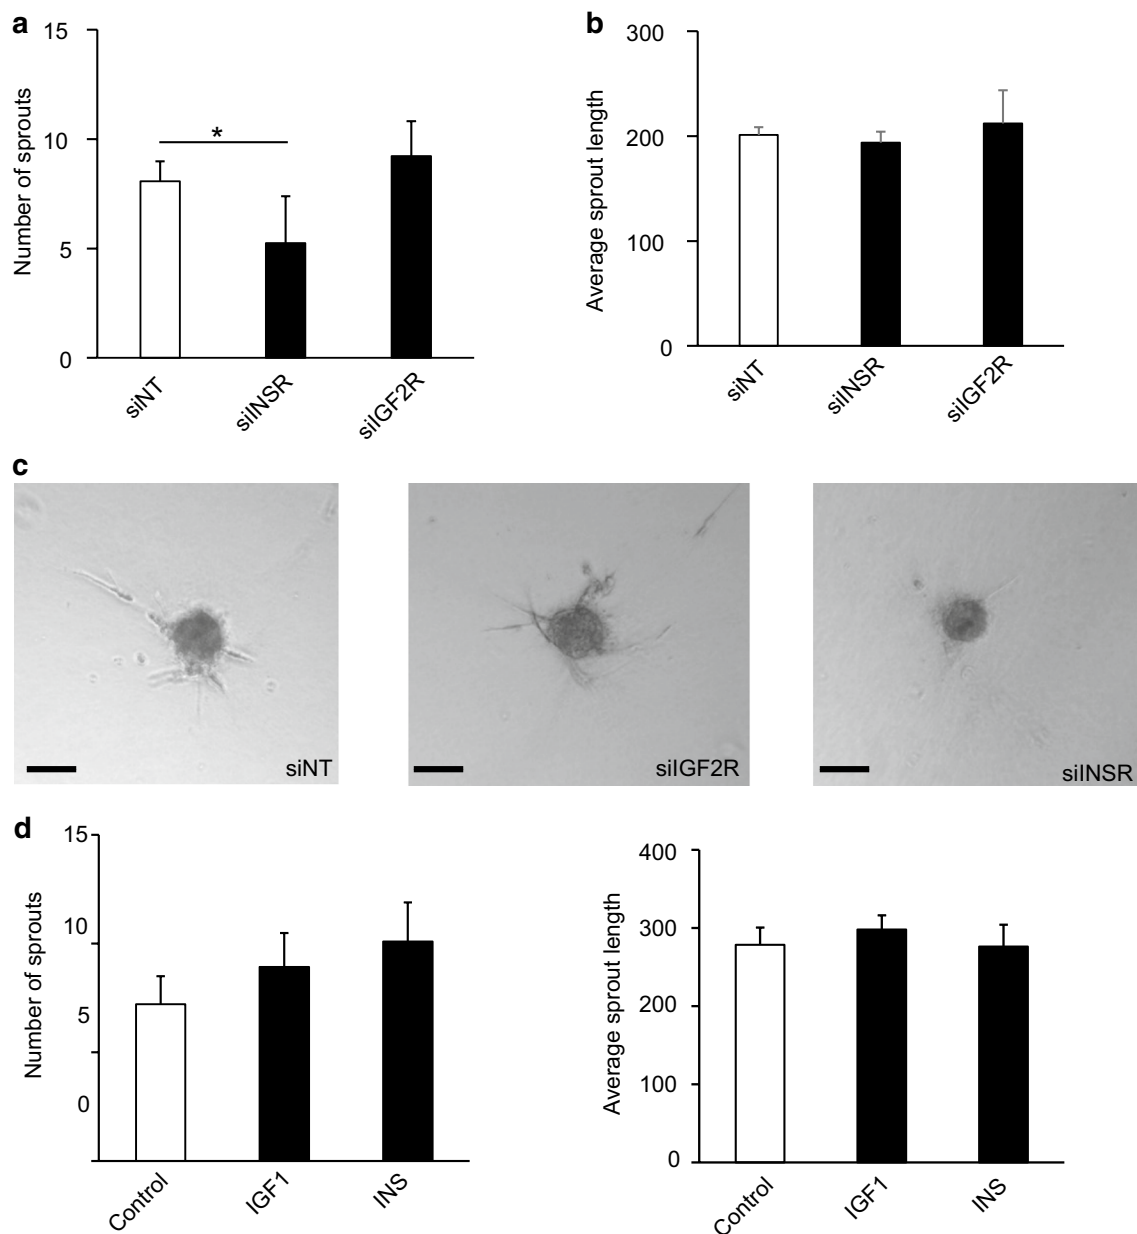 a
15
10
5
0
Number of sprouts
*
siNT
siINSR
siIGF2R
b
300
200
100
0
Average sprout length
siNT
siINSR
siIGF2R
c
siNT
siIGF2R
siINSR
d
15
10
5
0
Number of sprouts
Control
IGF1
INS
400
300
200
100
0
Average sprout length
Control
IGF1
INS